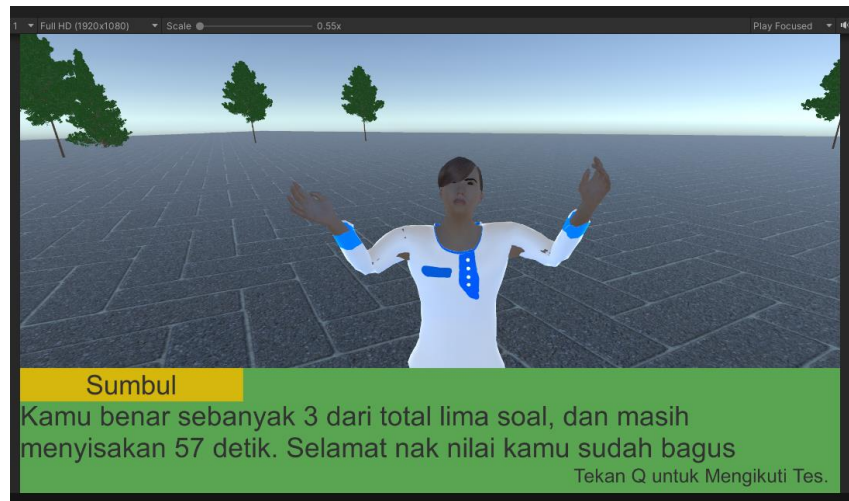 1 Full HD (1920x1080) Scale 0.55x Play Focused
Sumbul
Kamu benar sebanyak 3 dari total lima soal, dan masih
menyisakan 57 detik. Selamat nak nilai kamu sudah bagus
Tekan Q untuk Mengikuti Tes.